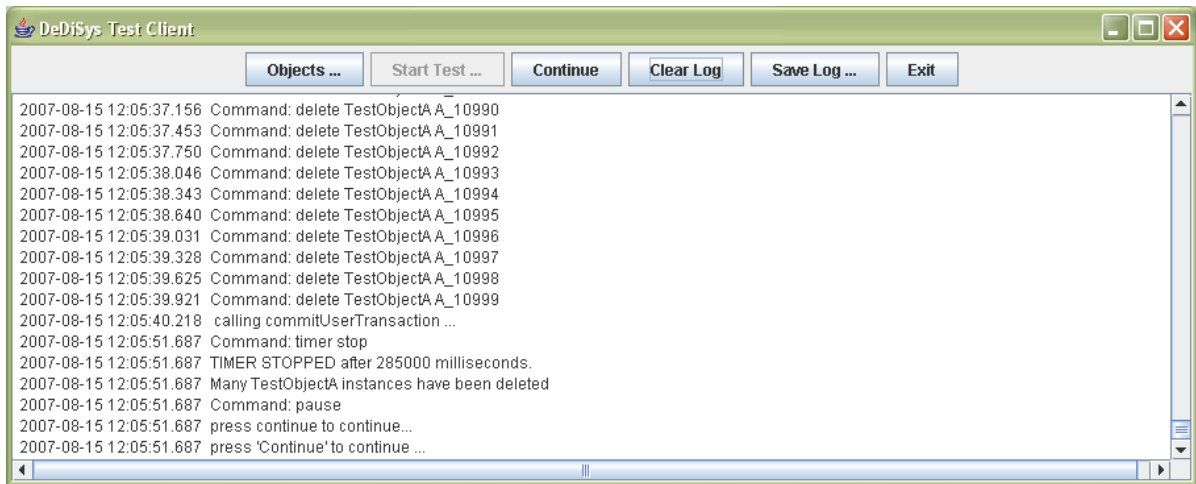 DeDiSys Test Client
Objects ... Start Test ... Continue Clear Log Save Log ... Exit
2007-08-15 12:05:37.156 Command: delete TestObjectA A_10990
2007-08-15 12:05:37.453 Command: delete TestObjectA A_10991
2007-08-15 12:05:37.750 Command: delete TestObjectA A_10992
2007-08-15 12:05:38.046 Command: delete TestObjectA A_10993
2007-08-15 12:05:38.343 Command: delete TestObjectA A_10994
2007-08-15 12:05:38.640 Command: delete TestObjectA A_10995
2007-08-15 12:05:39.031 Command: delete TestObjectA A_10996
2007-08-15 12:05:39.328 Command: delete TestObjectA A_10997
2007-08-15 12:05:39.625 Command: delete TestObjectA A_10998
2007-08-15 12:05:39.921 Command: delete TestObjectA A_10999
2007-08-15 12:05:40.218 calling commitUserTransaction ...
2007-08-15 12:05:51.687 Command: timer stop
2007-08-15 12:05:51.687 TIMER STOPPED after 285000 milliseconds.
2007-08-15 12:05:51.687 Many TestObjectA instances have been deleted
2007-08-15 12:05:51.687 Command: pause
2007-08-15 12:05:51.687 press continue to continue...
2007-08-15 12:05:51.687 press 'Continue' to continue ...